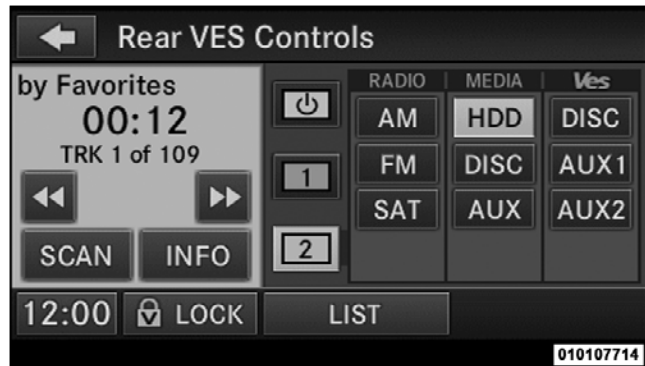 Rear VES Controls
by Favorites
00:12
TRK 1 of 109
SCAN INFO
1
2
RADIO MEDIA Ves
AM HDD DISC
FM DISC AUX1
SAT AUX AUX2
12:00 LOCK LIST
010107714